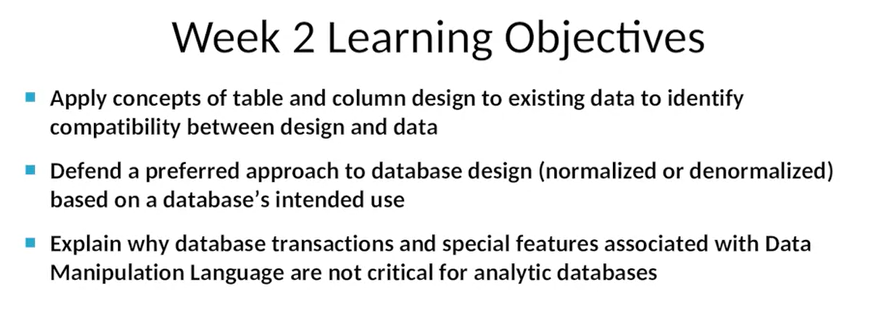 Week 2 Learning Objectives
Apply concepts of table and column design to existing data to identify
compatibility between design and data
Defend a preferred approach to database design (normalized or denormalized)
based on a database’s intended use
Explain why database transactions and special features associated with Data
Manipulation Language are not critical for analytic databases